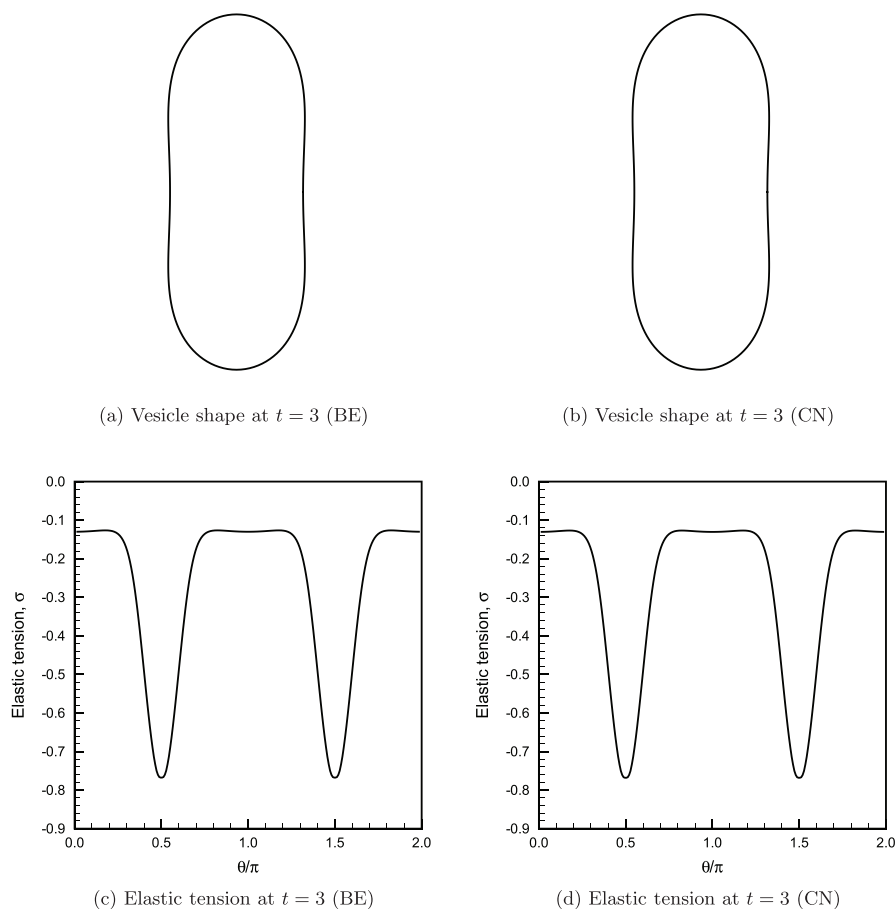 (a) Vesicle shape at t = 3 (BE)
(b) Vesicle shape at t = 3 (CN)
0.0
-0.1
-0.2
-0.3
-0.4
-0.5
-0.6
-0.7
-0.8
-0.9
Elastic tension, σ
0.0 0.5 1.0 1.5 2.0
θ/π
(c) Elastic tension at t = 3 (BE)
0.0
-0.1
-0.2
-0.3
-0.4
-0.5
-0.6
-0.7
-0.8
-0.9
Elastic tension, σ
0.0 0.5 1.0 1.5 2.0
θ/π
(d) Elastic tension at t = 3 (CN)